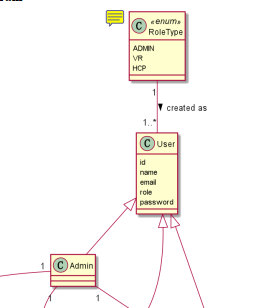 C «enum»
RoleType
ADMIN
VR
HCP
1
created as
1..*
C User
id
name
email
role
password
1
C Admin
1
1